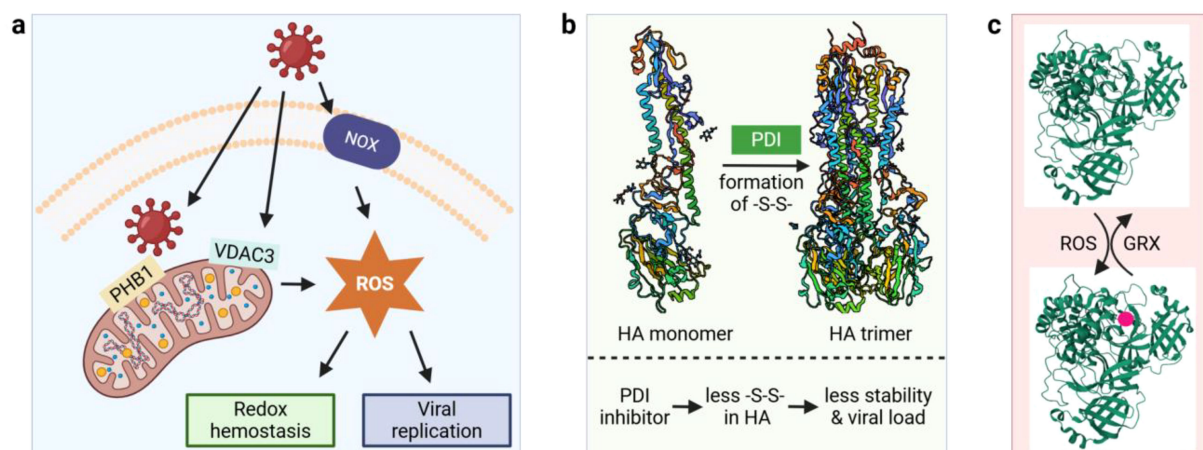 a
NOX
PHB1
VDAC3
ROS
Redox
hemostasis
Viral
replication
b
PDI
formation
of -S-S-
HA monomer
HA trimer
PDI
inhibitor
less -S-S-
in HA
less stability
& viral load
c
ROS
GRX